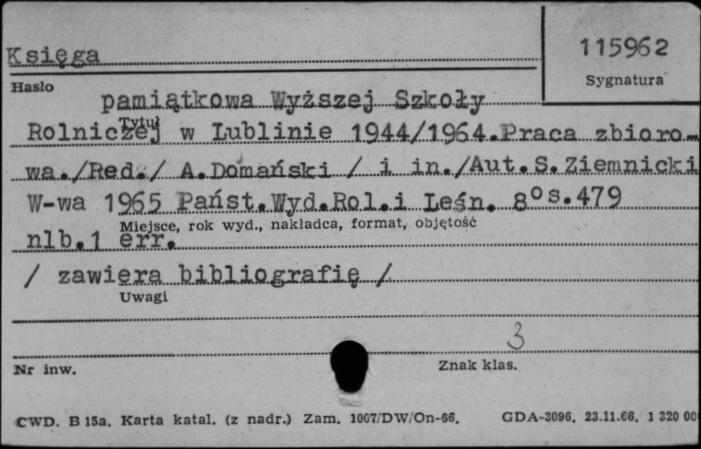 Księga
115962
Hasło
Sygnatura
pamiątkowa Wyższej Szkoły
Tytuł
Rolniczej w Lublinie 1944/1964.Praca zbioro-
wa./Red./ A.Domański / i in./Aut.S.Ziemnicki
W-wa 1965 Państ.Wyd.Rol.i Leśn. 8° s.479
Miejsce, rok wyd., nakładca, format, objętość
nlb.1 err.
/ zawiera bibliografię /
Uwagi
3
Nr inw.
Znak klas.
CWD. B 15a. Karta katal. (z nadr.) Zam. 1007/DW/On-66. GDA-3096. 23.11.66. 1 320 00